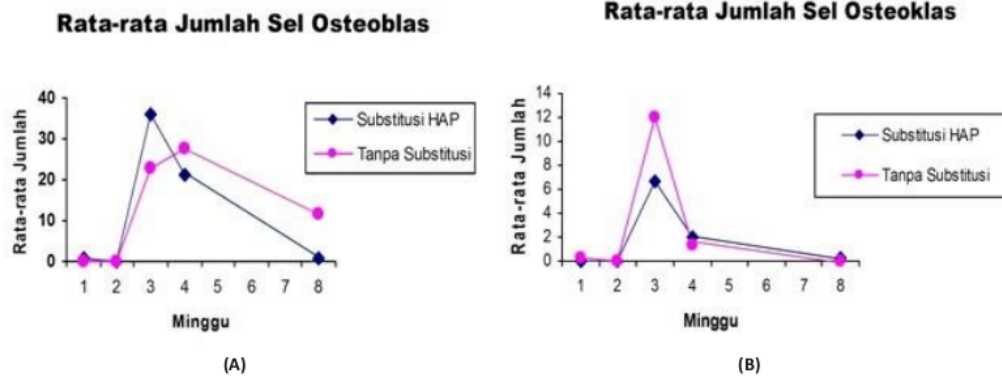 Rata-rata Jumlah Sel Osteoblas
Rata-rata Jumlah
40
30
20
10
0
1 2 3 4 5 6 7 8
Minggu
Substitusi HAP
Tanpa Substitusi
(A)
Rata-rata Jumlah Sel Osteoklas
Rata-rata Jumlah
14
12
10
8
6
4
2
0
1 2 3 4 5 6 7 8
Minggu
Substitusi HAP
Tanpa Substitusi
(B)